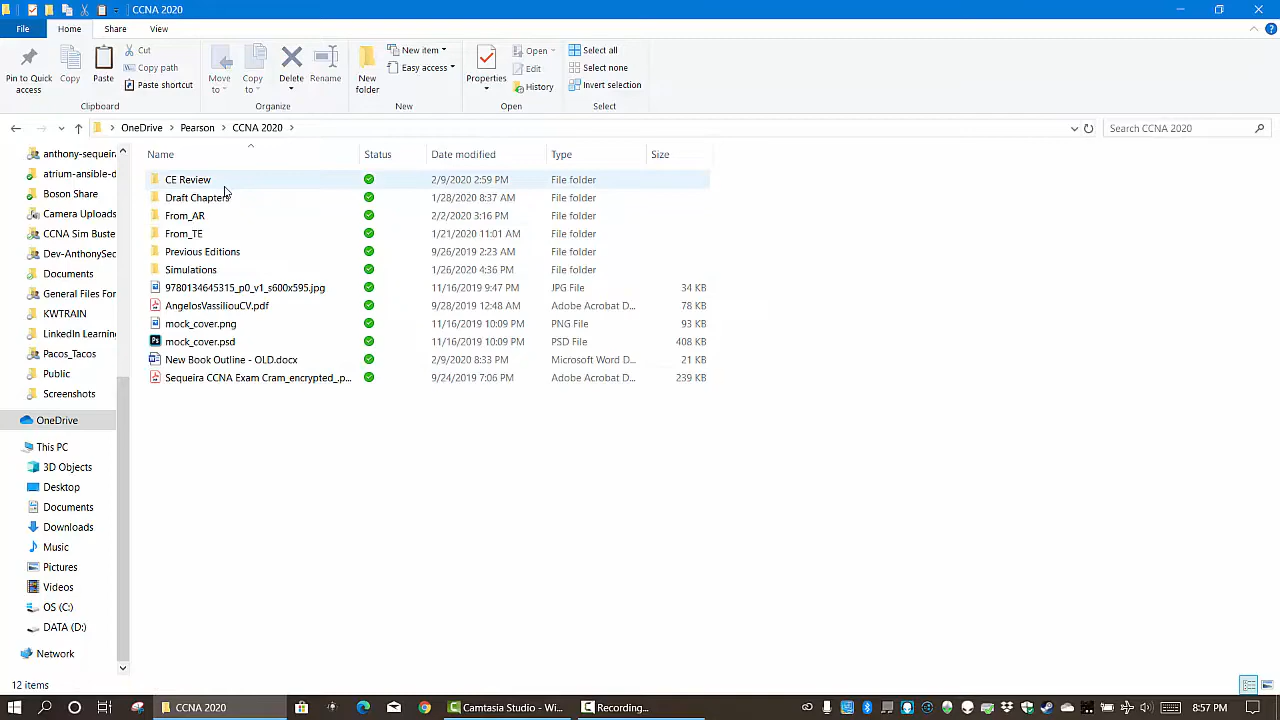 CCNA 2020
File Home Share View
Pin to Quick access
Copy
Paste
Cut
Copy path
Paste shortcut
Clipboard
Move to
Copy to
Delete
Rename
Organize
New folder
New item
Easy access
New
Properties
Open
Edit
History
Open
Select all
Select none
Invert selection
Select
OneDrive > Pearson > CCNA 2020 >
Search CCNA 2020
Name Status Date modified Type Size
CE Review 2/9/2020 2:59 PM File folder
Draft Chapters 1/28/2020 8:37 AM File folder
From_AR 2/2/2020 3:16 PM File folder
From_TE 1/21/2020 11:01 AM File folder
Previous Editions 9/26/2019 2:23 AM File folder
Simulations 1/26/2020 4:36 PM File folder
9780134645315_p0_v1_s600x595.jpg 11/16/2019 9:47 PM JPG File 34 KB
AngelosVassiliouCV.pdf 9/28/2019 12:48 AM Adobe Acrobat D... 78 KB
mock_cover.png 11/16/2019 10:09 PM PNG File 93 KB
mock_cover.psd 11/16/2019 10:09 PM PSD File 408 KB
New Book Outline - OLD.docx 2/9/2020 8:33 PM Microsoft Word D... 21 KB
Sequeira CCNA Exam Cram_encrypted_.p... 9/24/2019 7:06 PM Adobe Acrobat D... 239 KB
anthony-sequeira
atrium-ansible-d
Boson Share
Camera Uploads
CCNA Sim Buste
Dev-AnthonySec
Documents
General Files For
KWTRAIN
LinkedIn Learning
Pacos_Tacos
Public
Screenshots
OneDrive
This PC
3D Objects
Desktop
Documents
Downloads
Music
Pictures
Videos
OS (C:)
DATA (D:)
Network
12 items
CCNA 2020
Camtasia Studio - Wi...
Recording...
8:57 PM